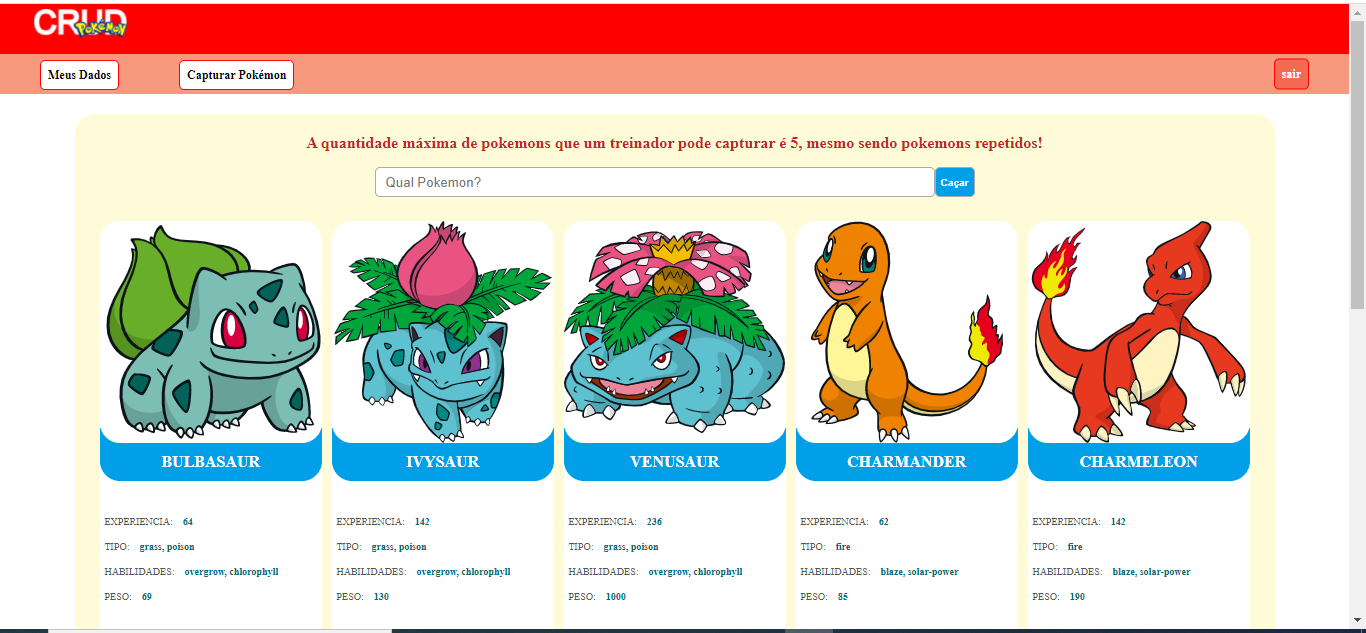 CRUD Pokémon
Meus Dados Capturar Pokémon sair
A quantidade máxima de pokemons que um treinador pode capturar é 5, mesmo sendo pokemons repetidos!
Qual Pokemon? Caçar
BULBASAUR IVYSAUR VENUSAUR CHARMANDER CHARMELEON
EXPERIENCIA: 64 EXPERIENCIA: 142 EXPERIENCIA: 236 EXPERIENCIA: 62 EXPERIENCIA: 142
TIPO: grass, poison TIPO: grass, poison TIPO: grass, poison TIPO: fire TIPO: fire
HABILIDADES: overgrow, chlorophyll HABILIDADES: overgrow, chlorophyll HABILIDADES: overgrow, chlorophyll HABILIDADES: blaze, solar-power HABILIDADES: blaze, solar-power
PESO: 69 PESO: 130 PESO: 1000 PESO: 85 PESO: 190